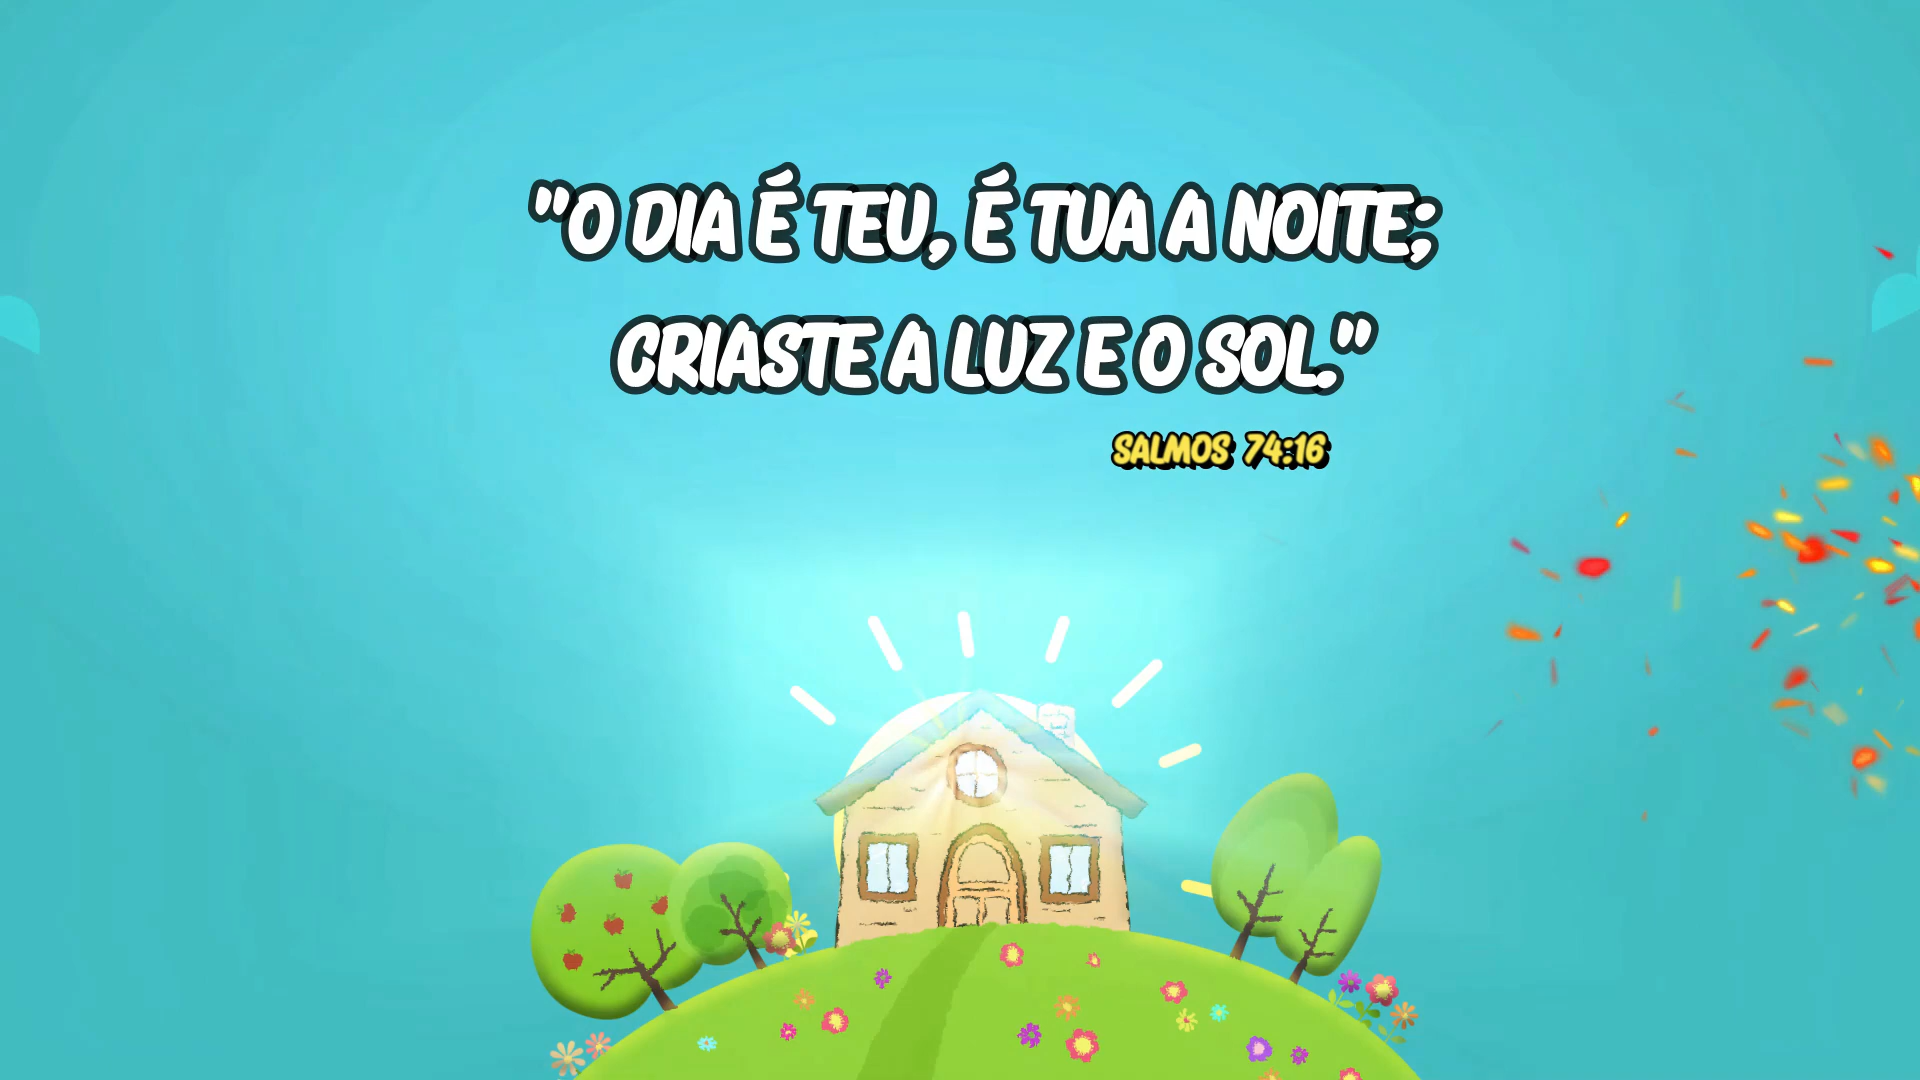 "O DIA É TEU, É TUA A NOITE;
CRIASTE A LUZ E O SOL."
SALMOS 74:16